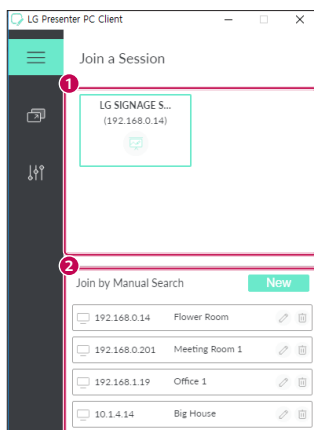 LG Presenter PC Client
Join a Session
1
LG SIGNAGE S...
(192.168.0.14)
2
Join by Manual Search New
192.168.0.14 Flower Room
192.168.0.201 Meeting Room 1
192.168.1.19 Office 1
10.1.4.14 Big House